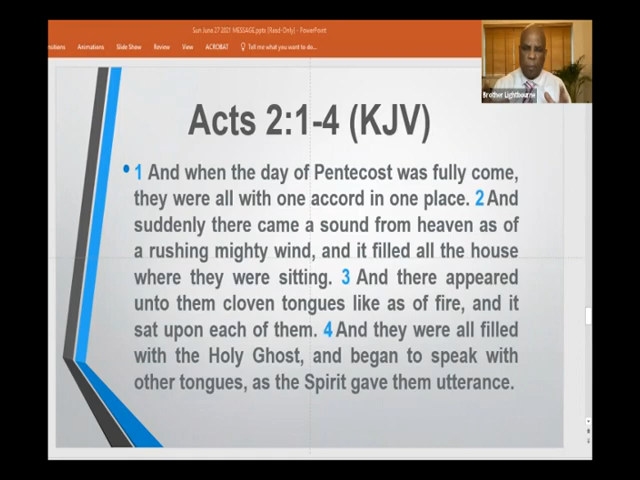 Sun June 27 2021 MESSAGE.pptx [Read-Only] - PowerPoint
Animations Slide Show Review View ACROBAT Tell me what you want to do...
Brother Lightbourne
Acts 2:1-4 (KJV)
• 1 And when the day of Pentecost was fully come,
they were all with one accord in one place. 2 And
suddenly there came a sound from heaven as of
a rushing mighty wind, and it filled all the house
where they were sitting. 3 And there appeared
unto them cloven tongues like as of fire, and it
sat upon each of them. 4 And they were all filled
with the Holy Ghost, and began to speak with
other tongues, as the Spirit gave them utterance.